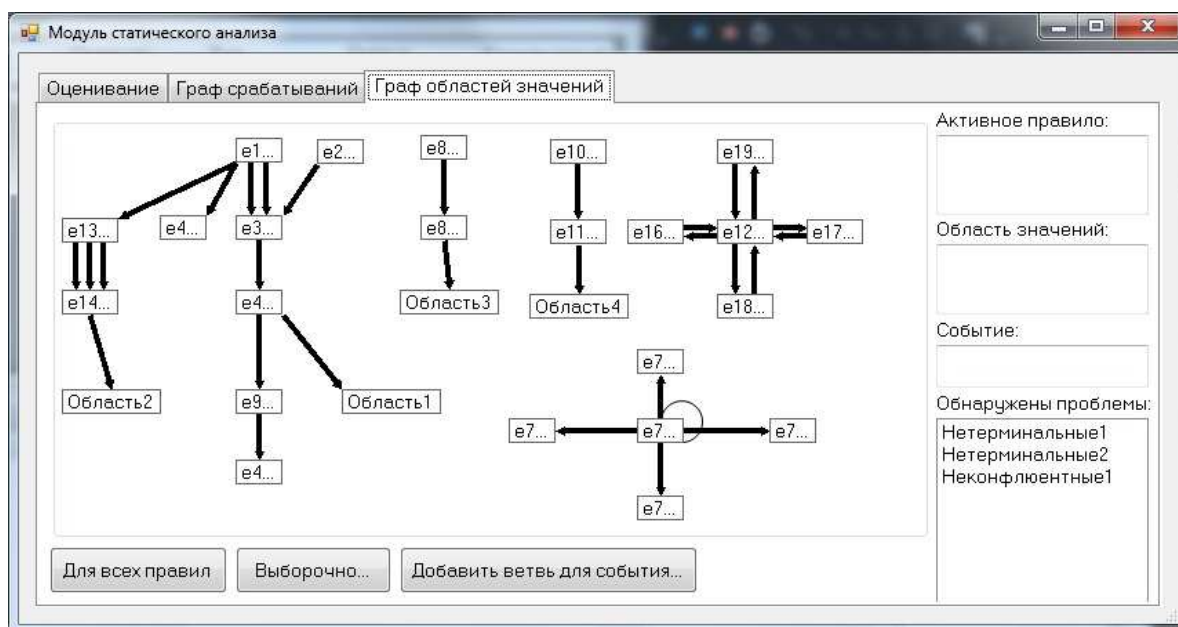 Модуль статического анализа
Оценивание
Граф срабатываний
Граф областей значений
Активное правило:
e1...
e2...
e8...
e10...
e19...
e13...
e4...
e3...
e8...
e11...
e16...
e12...
e17...
Область значений:
e14...
e4...
Область3
Область4
e18...
Событие:
e7...
Область2
e9...
Область1
Обнаружены проблемы:
e7...
e7...
e7...
Нетерминальные1
Нетерминальные2
e4...
Неконфлюентные1
e7...
Для всех правил
Выборочно...
Добавить ветвь для события...